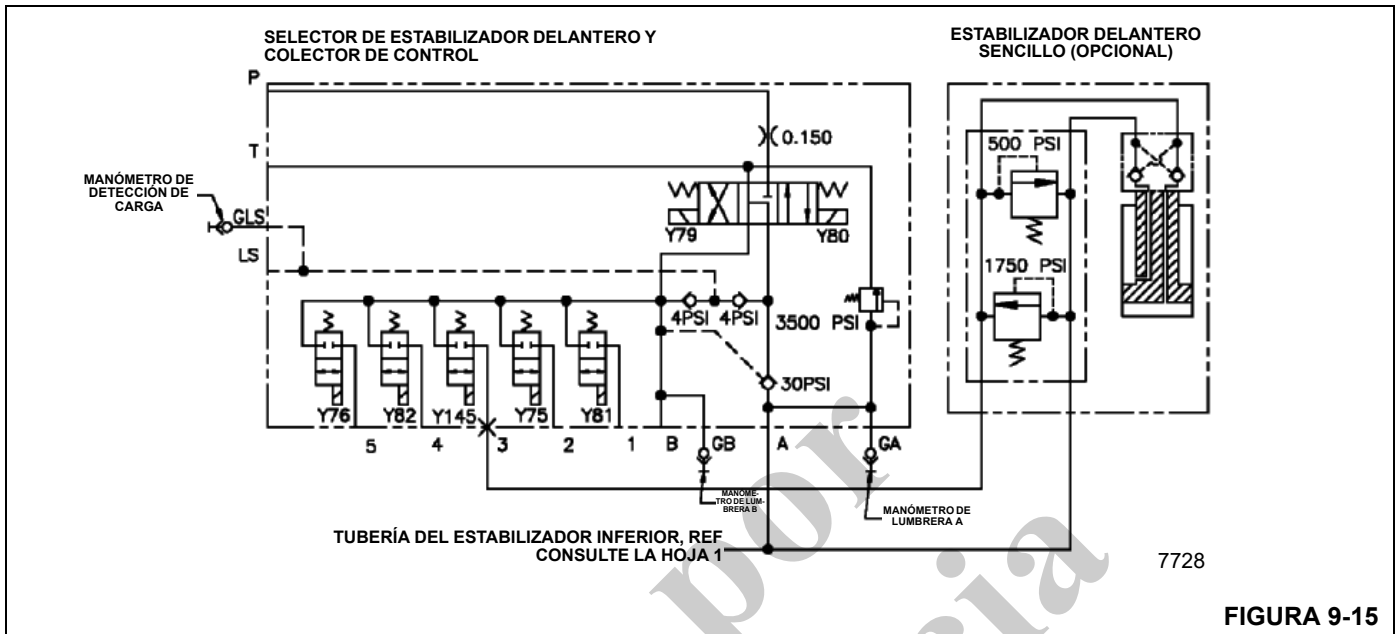 SELECTOR DE ESTABILIZADOR DELANTERO Y
COLECTOR DE CONTROL
ESTABILIZADOR DELANTERO
SENCILLO (OPCIONAL)
P
0.150
T
500 PSI
MANÓMETRO DE
DETECCIÓN DE
CARGA
GLS
Y79
Y80
LS
1750 PSI
4PSI
4PSI
3500 PSI
30PSI
Y76
Y82
Y145
Y75
Y81
5
4
3
2
1
B
GB
A
GA
MANÓME-
TRO DE LUM-
BRERA B
MANÓMETRO DE
LUMBRERA A
TUBERÍA DEL ESTABILIZADOR INFERIOR, REF
CONSULTE LA HOJA 1
7728
por
cia
FIGURA 9-15